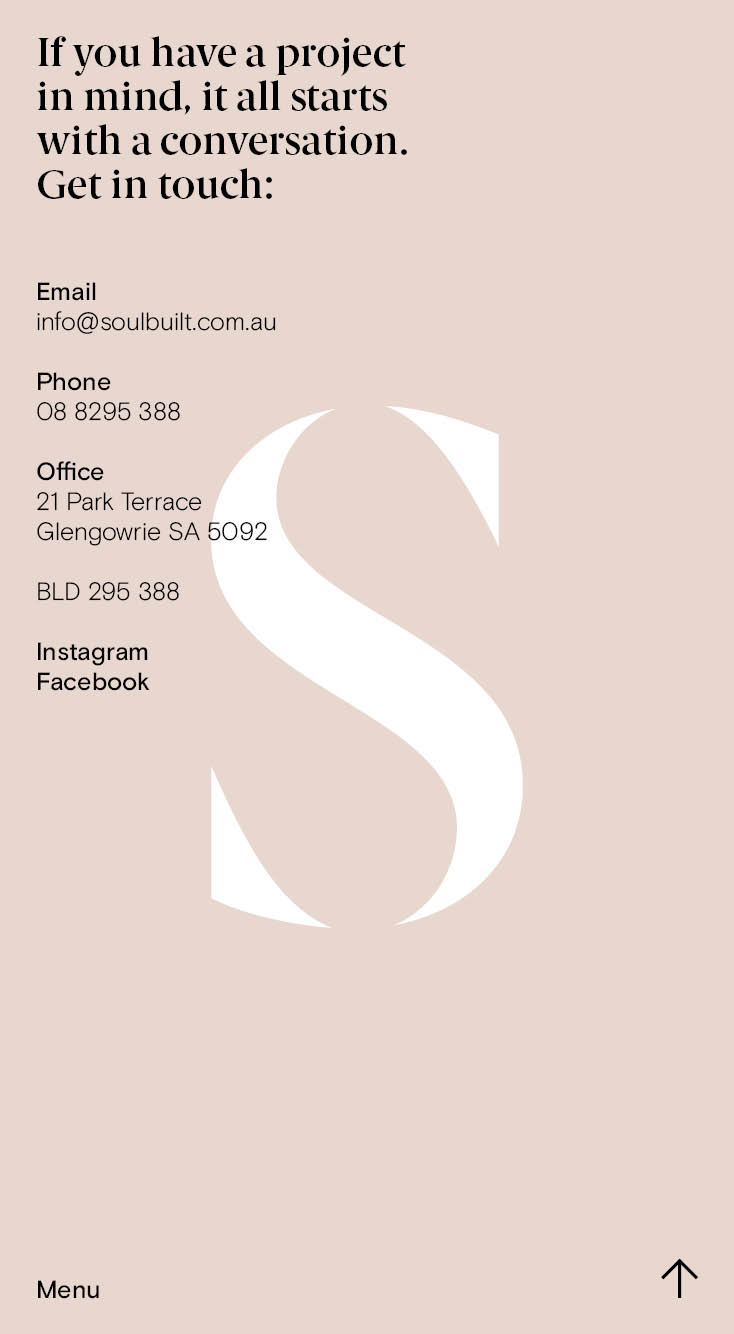 If you have a project
in mind, it all starts
with a conversation.
Get in touch:
Email
info@soulbuilt.com.au
Phone
08 8295 388
Office
21 Park Terrace
Glengowrie SA 5092
BLD 295 388
Instagram
Facebook
S
Menu